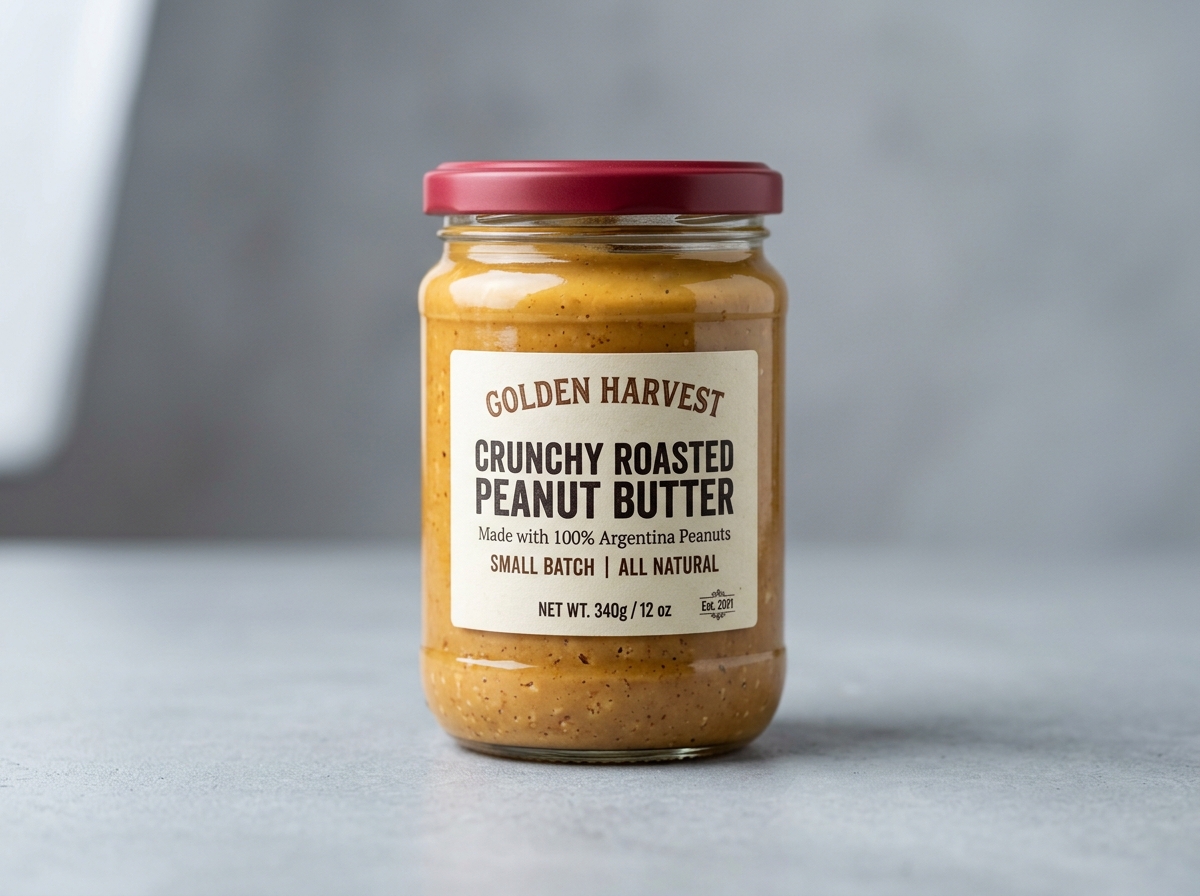 GOLDEN HARVEST
CRUNCHY ROASTED
PEANUT BUTTER
Made with 100% Argentina Peanuts
SMALL BATCH | ALL NATURAL
NET WT. 340g / 12 oz
Est. 2021